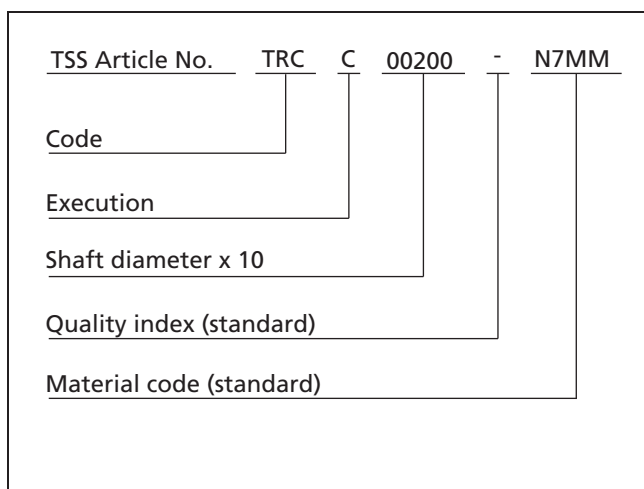 TSS Article No. TRC C 00200 - N7MM
Code
Execution
Shaft diameter x 10
Quality index (standard)
Material code (standard)